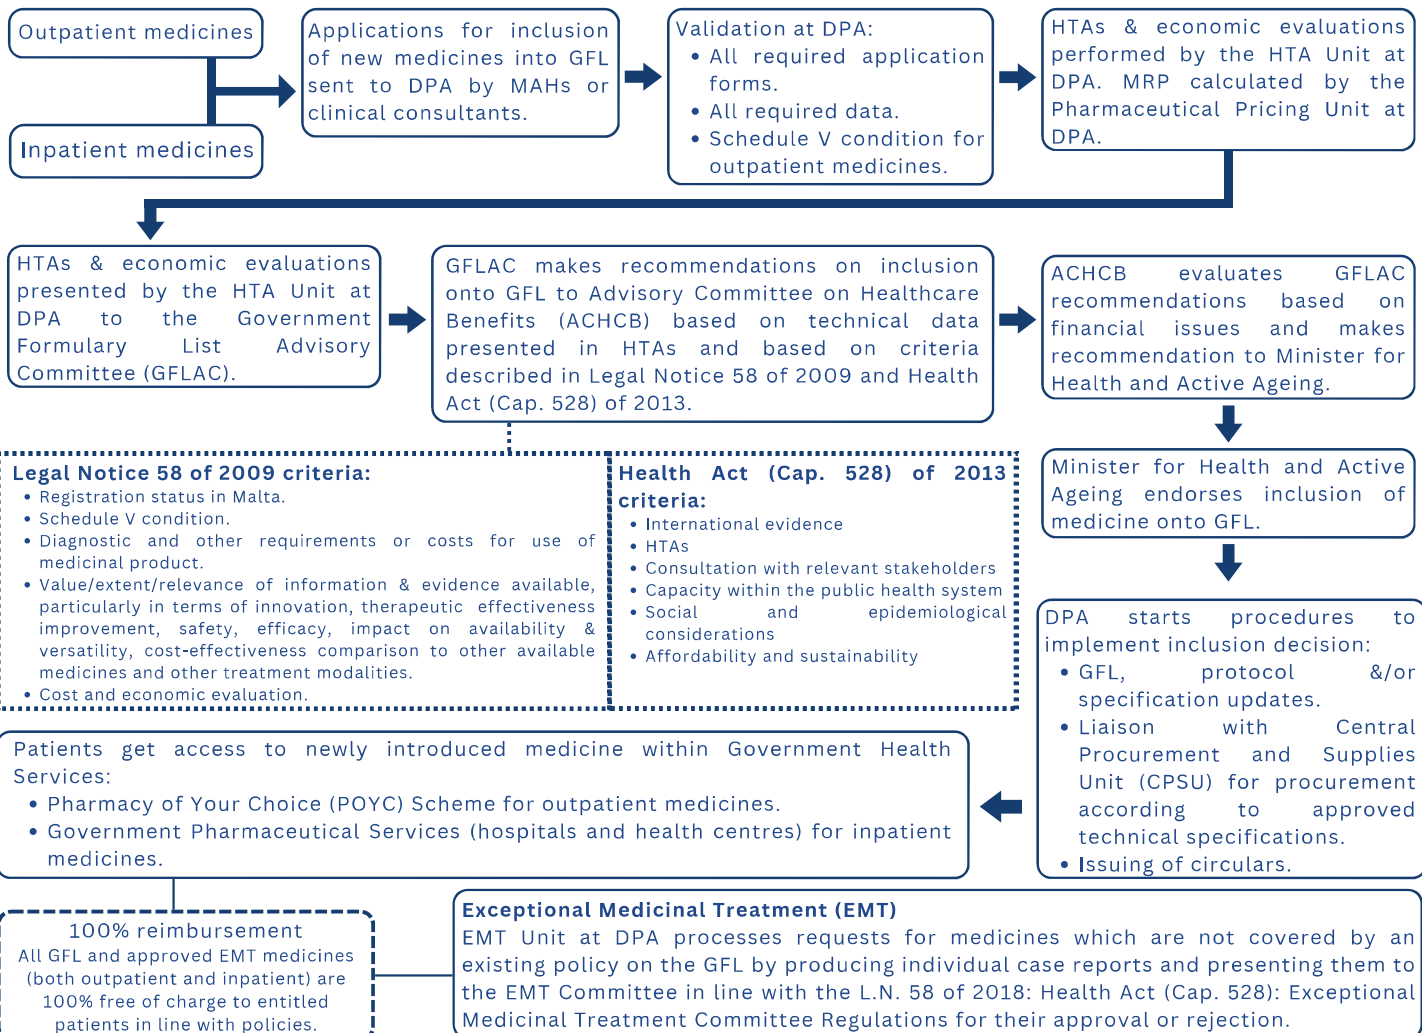 Outpatient medicines
Inpatient medicines
Applications for inclusion
of new medicines into GFL
sent to DPA by MAHs or
clinical consultants.
Validation at DPA:
• All required application
forms.
• All required data.
• Schedule V condition for
outpatient medicines.
HTAs & economic evaluations
performed by the HTA Unit at
DPA. MRP calculated by the
Pharmaceutical Pricing Unit at
DPA.
HTAs & economic evaluations
presented by the HTA Unit at
DPA to the Government
Formulary List Advisory
Committee (GFLAC).
GFLAC makes recommendations on inclusion
onto GFL to Advisory Committee on Healthcare
Benefits (ACHCB) based on technical data
presented in HTAs and based on criteria
described in Legal Notice 58 of 2009 and Health
Act (Cap. 528) of 2013.
ACHCB evaluates GFLAC
recommendations based on
financial issues and makes
recommendation to Minister for
Health and Active Ageing.
Legal Notice 58 of 2009 criteria:
• Registration status in Malta.
• Schedule V condition.
• Diagnostic and other requirements or costs for use of
medicinal product.
• Value/extent/relevance of information & evidence available,
particularly in terms of innovation, therapeutic effectiveness
improvement, safety, efficacy, impact on availability &
versatility, cost-effectiveness comparison to other available
medicines and other treatment modalities.
• Cost and economic evaluation.
Health Act (Cap. 528) of 2013
criteria:
• International evidence
• HTAs
• Consultation with relevant stakeholders
• Capacity within the public health system
• Social and epidemiological
considerations
• Affordability and sustainability
Minister for Health and Active
Ageing endorses inclusion of
medicine onto GFL.
DPA starts procedures to
implement inclusion decision:
• GFL, protocol &/or
specification updates.
• Liaison with Central
Procurement and Supplies
Unit (CPSU) for procurement
according to approved
technical specifications.
• Issuing of circulars.
Patients get access to newly introduced medicine within Government Health
Services:
• Pharmacy of Your Choice (POYC) Scheme for outpatient medicines.
• Government Pharmaceutical Services (hospitals and health centres) for inpatient
medicines.
100% reimbursement
All GFL and approved EMT medicines
(both outpatient and inpatient) are
100% free of charge to entitled
patients in line with policies.
Exceptional Medicinal Treatment (EMT)
EMT Unit at DPA processes requests for medicines which are not covered by an
existing policy on the GFL by producing individual case reports and presenting them to
the EMT Committee in line with the L.N. 58 of 2018: Health Act (Cap. 528): Exceptional
Medicinal Treatment Committee Regulations for their approval or rejection.